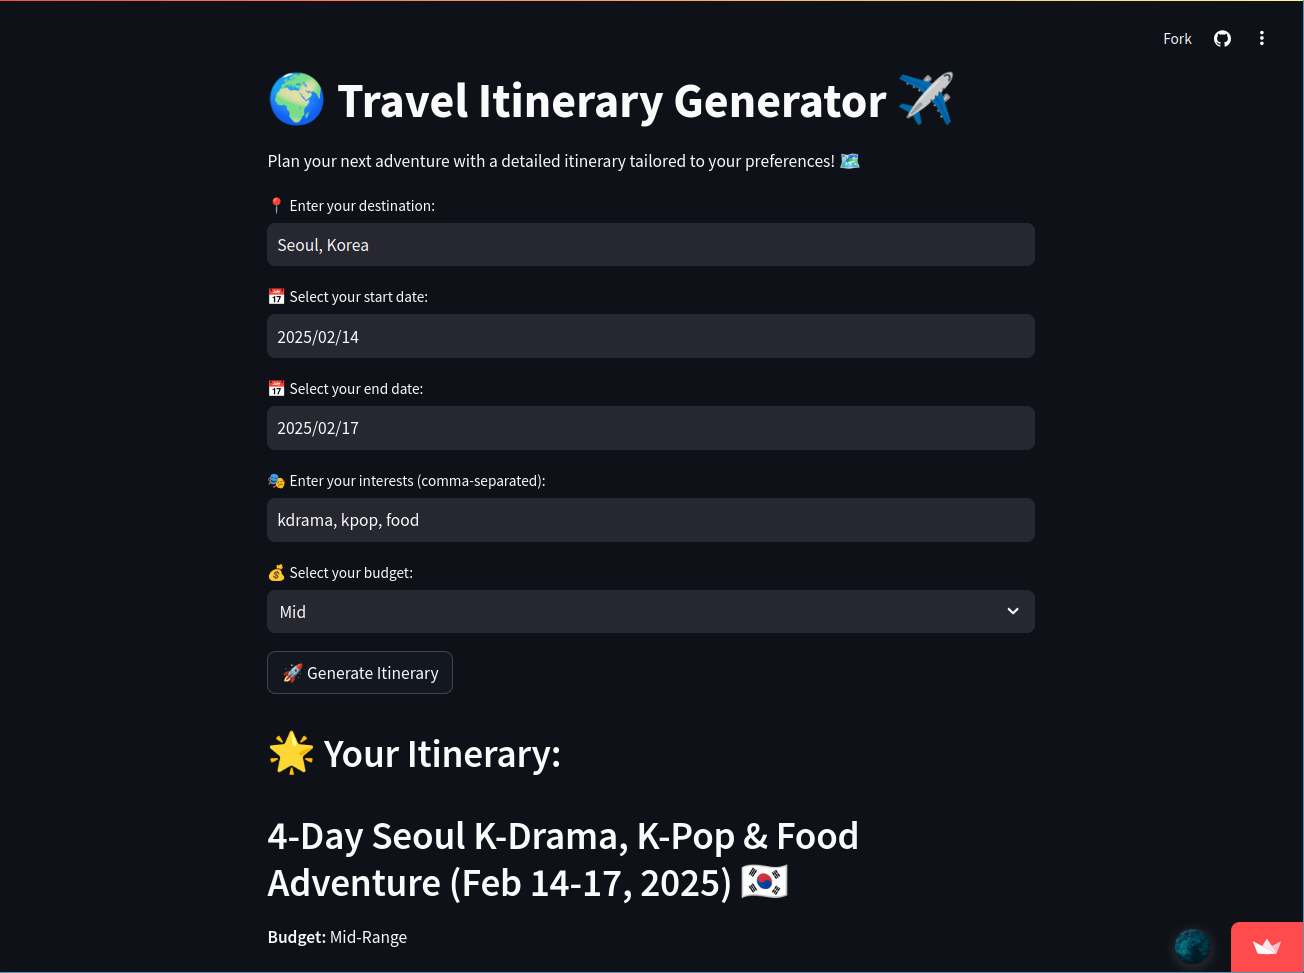 Fork
🌍 Travel Itinerary Generator ✈️
Plan your next adventure with a detailed itinerary tailored to your preferences! 🗺️
📍 Enter your destination:
Seoul, Korea
📅 Select your start date:
2025/02/14
📅 Select your end date:
2025/02/17
🎭 Enter your interests (comma-separated):
kdrama, kpop, food
💰 Select your budget:
Mid
🚀 Generate Itinerary
🌟 Your Itinerary:
4-Day Seoul K-Drama, K-Pop & Food
Adventure (Feb 14-17, 2025) 🇰🇷
Budget: Mid-Range